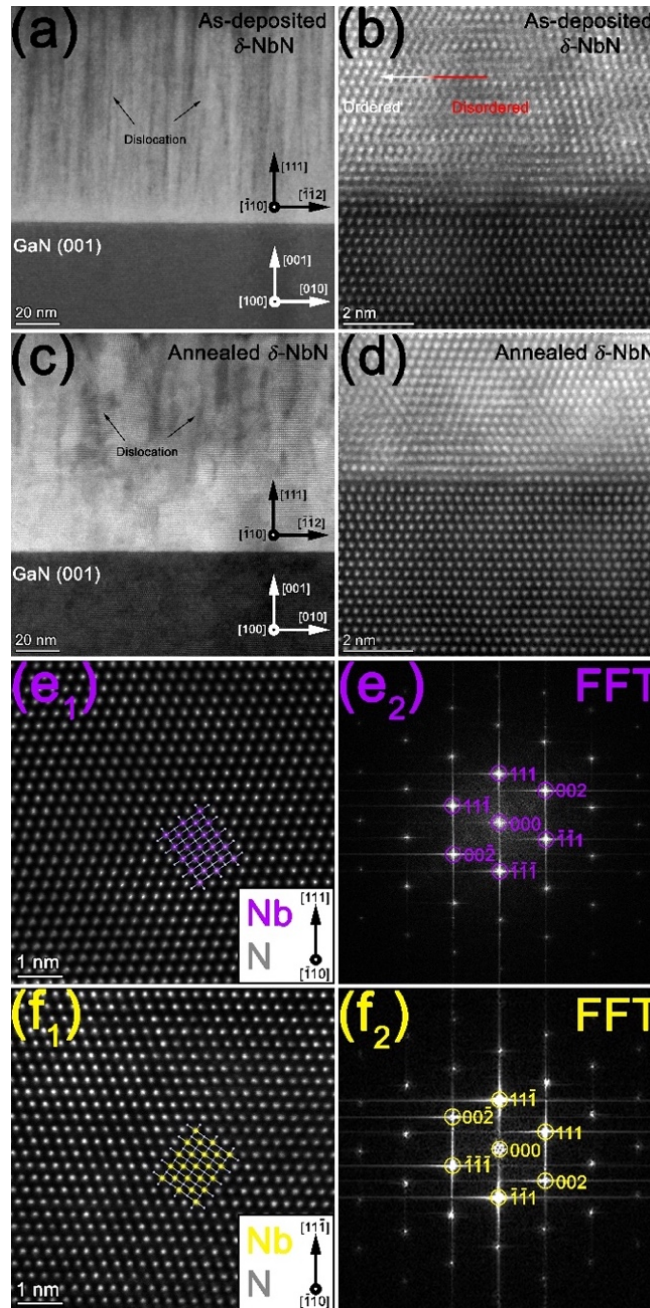 (a)
As-deposited
δ-NbN
Dislocation
[111]
[1̄10]
[1̄1̄2]
GaN (001)
[001]
[100]
[010]
20 nm
(b)
As-deposited
δ-NbN
Ordered
Disordered
2 nm
(c)
Annealed δ-NbN
Dislocation
[111]
[1̄10]
[1̄1̄2]
GaN (001)
[001]
[100]
[010]
20 nm
(d)
Annealed δ-NbN
2 nm
(e₁)
Nb
N
[111]
[1̄10]
1 nm
(e₂)
FFT
111
002
111̄
000
1̄1̄1
002̄
1̄1̄1̄
(f₁)
Nb
N
[111̄]
[1̄10]
1 nm
(f₂)
FFT
111̄
002̄
111
000
1̄1̄1̄
002
1̄1̄1